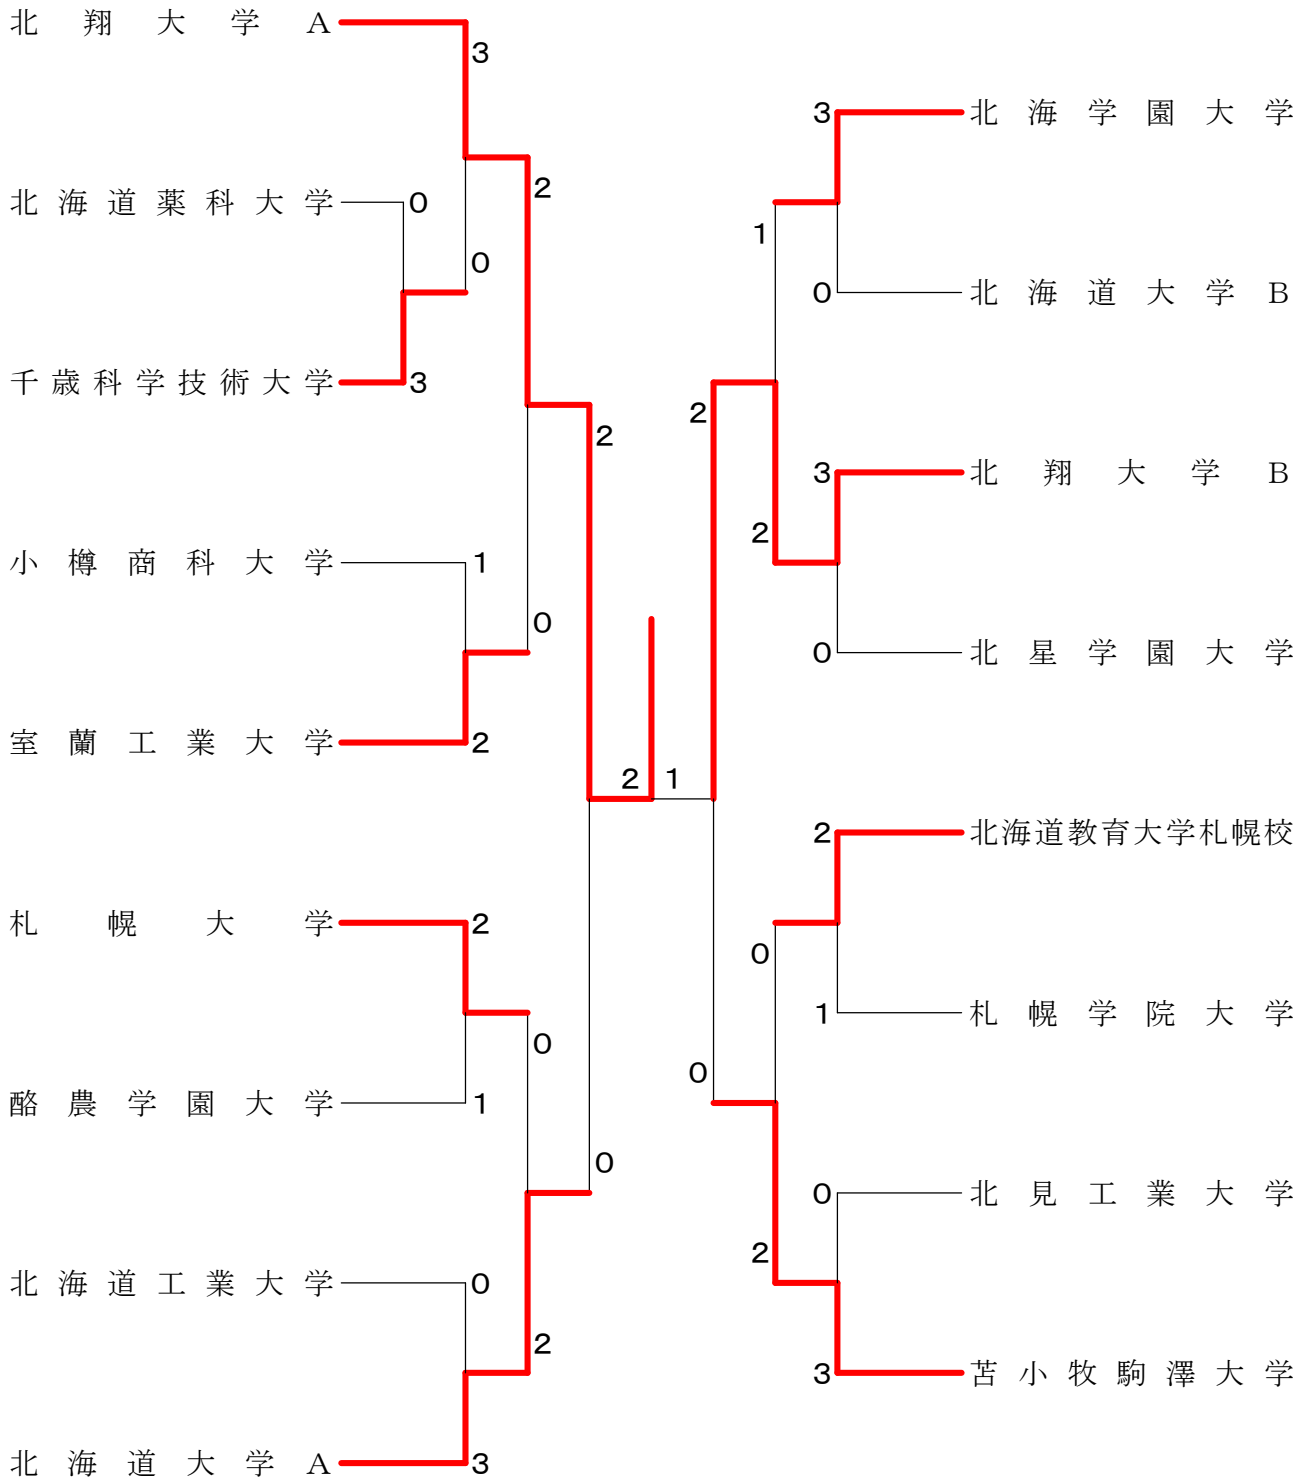 北翔大学A
3
北海学園大学
3
北海道薬科大学
0
2
1
0
北海道大学B
0
千歳科学技術大学
3
2
2
北翔大学B
3
2
小樽商科大学
1
0
北星学園大学
0
室蘭工業大学
2
2 1
北海道教育大学札幌校
2
札幌大学
2
0
0
札幌学院大学
1
0
酪農学園大学
1
0
北見工業大学
0
2
北海道工業大学
0
2
苫小牧駒澤大学
3
北海道大学A
3